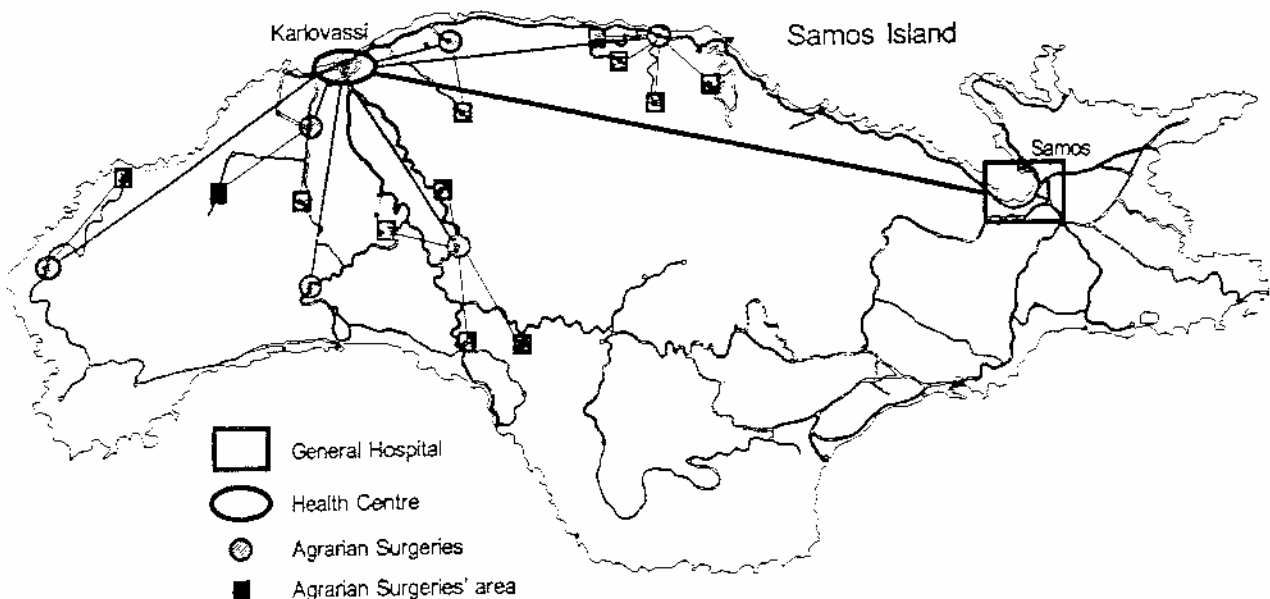 Karlovassi
Samos Island
Samos
General Hospital
Health Centre
Agrarian Surgeries
Agrarian Surgeries' area